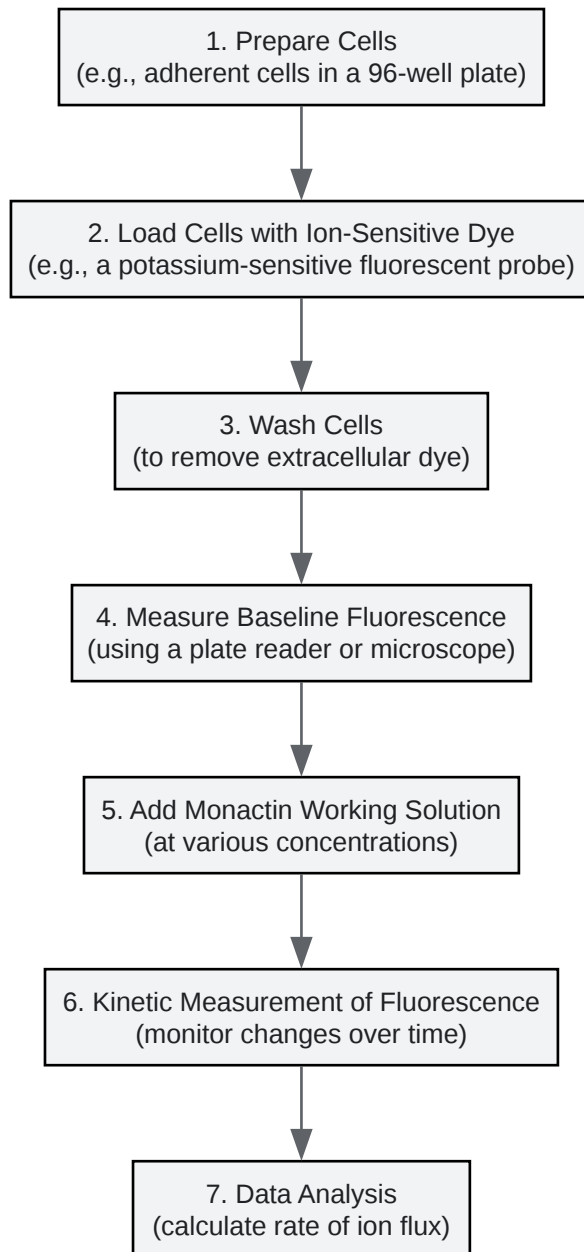 1. Prepare Cells
(e.g., adherent cells in a 96-well plate)
2. Load Cells with Ion-Sensitive Dye
(e.g., a potassium-sensitive fluorescent probe)
3. Wash Cells
(to remove extracellular dye)
4. Measure Baseline Fluorescence
(using a plate reader or microscope)
5. Add Monactin Working Solution
(at various concentrations)
6. Kinetic Measurement of Fluorescence
(monitor changes over time)
7. Data Analysis
(calculate rate of ion flux)